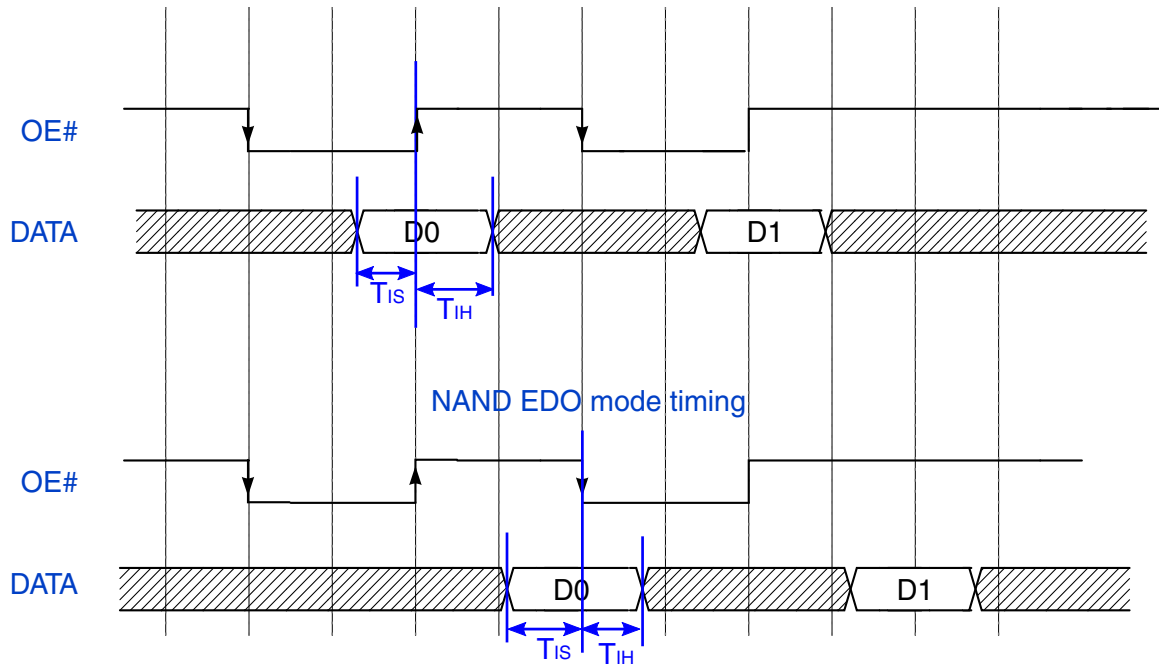 OE#
DATA
D0
D1
TIS
TIH
NAND EDO mode timing
OE#
DATA
D0
D1
TIS
TIH